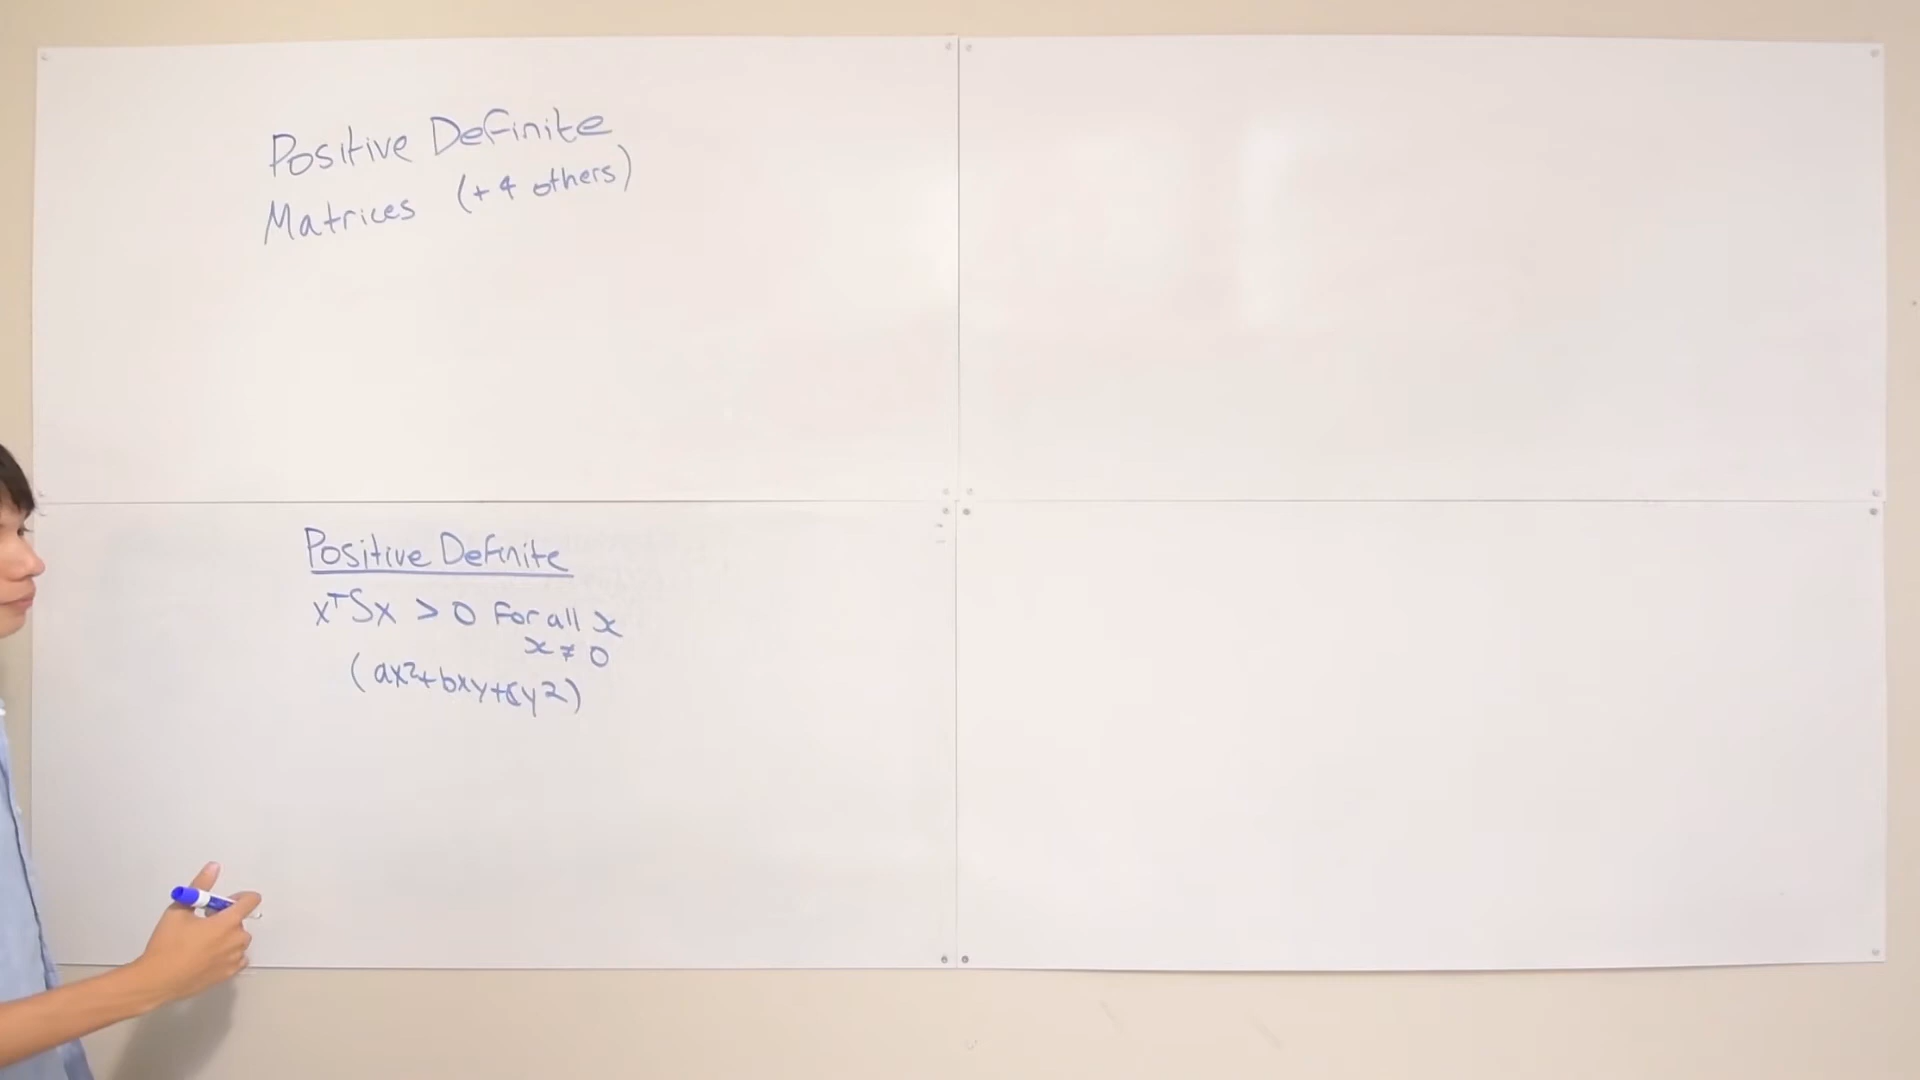 Positive Definite
Matrices (+4 others)
Positive Definite
xᵀSx > 0 For all x
x ≠ 0
(ax²+bxy+cy²)